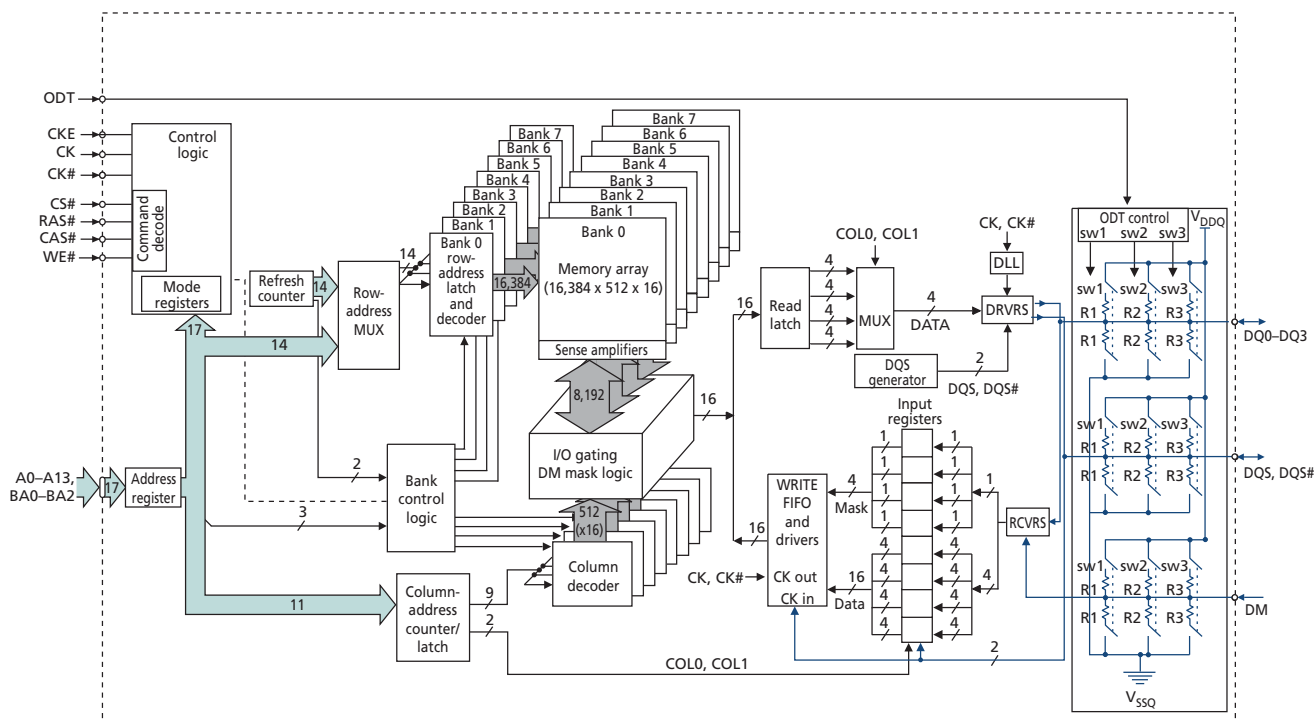 ODT
CKE
CK
CK#
CS#
RAS#
CAS#
WE#
Control
logic
Command
decode
Mode
registers
Refresh
counter
14
17
14
Row-
address
MUX
14
Bank 7
Bank 6
Bank 5
Bank 4
Bank 3
Bank 2
Bank 1
Bank 0
row-
address
latch
and
decoder
16,384
Bank 7
Bank 6
Bank 5
Bank 4
Bank 3
Bank 2
Bank 1
Bank 0
Memory array
(16,384 x 512 x 16)
Sense amplifiers
8,192
I/O gating
DM mask logic
16
512
(x16)
Column
decoder
A0–A13,
BA0–BA2
17
Address
register
2
3
Bank
control
logic
11
Column-
address
counter/
latch
9
2
COL0, COL1
16
Read
latch
4
4
4
4
COL0, COL1
MUX
4
DATA
DQS
generator
2
DQS, DQS#
CK, CK#
DLL
DRVRS
16
WRITE
FIFO
and
drivers
CK out
CK in
CK, CK#
4
Mask
16
Data
Input
registers
1
1
1
1
4
4
4
4
1
1
1
1
4
4
4
4
1
4
RCVRS
2
ODT control
VDDQ
sw1 sw2 sw3
sw1 sw2 sw3
R1 R2 R3
R1 R2 R3
DQ0–DQ3
sw1 sw2 sw3
R1 R2 R3
R1 R2 R3
DQS, DQS#
sw1 sw2 sw3
R1 R2 R3
R1 R2 R3
DM
VSSQ